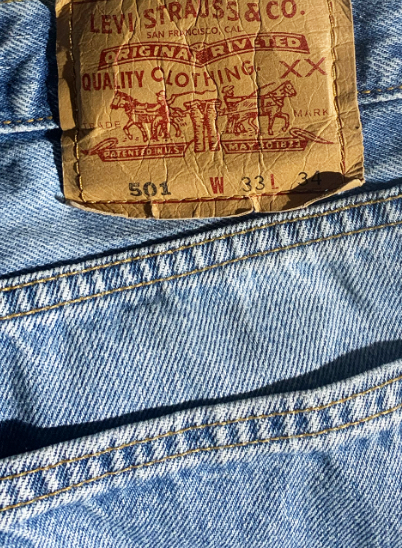 LEVI STRAUSS & CO.
SAN FRANCISCO, CAL
ORIGINAL RIVETED
QUALITY CLOTHING XX
TRADE MARK
PATENTED IN U.S. MAY 20 1873
501 W 33 L 34